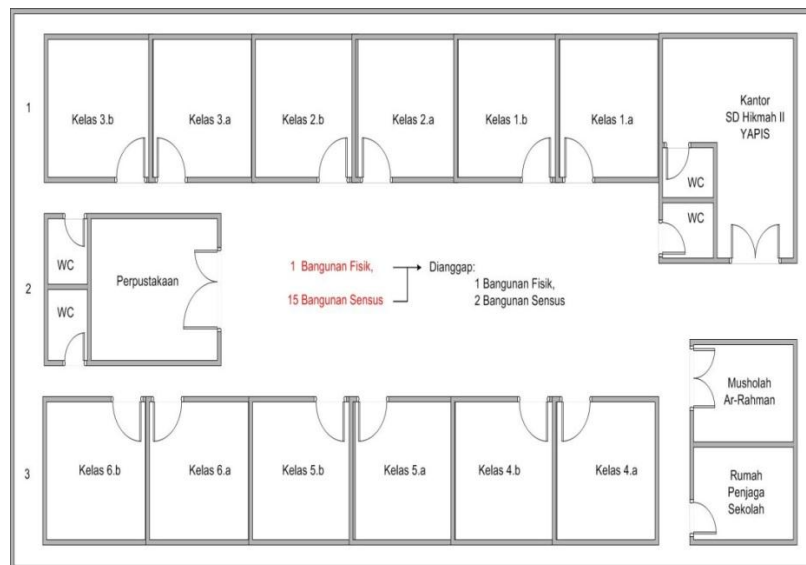 1
Kelas 3.b
Kelas 3.a
Kelas 2.b
Kelas 2.a
Kelas 1.b
Kelas 1.a
Kantor
SD Hikmah II
YAPIS
WC
WC
2
WC
WC
Perpustakaan
1 Bangunan Fisik,
15 Bangunan Sensus
Dianggap:
1 Bangunan Fisik,
2 Bangunan Sensus
Musholah
Ar-Rahman
3
Kelas 6.b
Kelas 6.a
Kelas 5.b
Kelas 5.a
Kelas 4.b
Kelas 4.a
Rumah
Penjaga
Sekolah